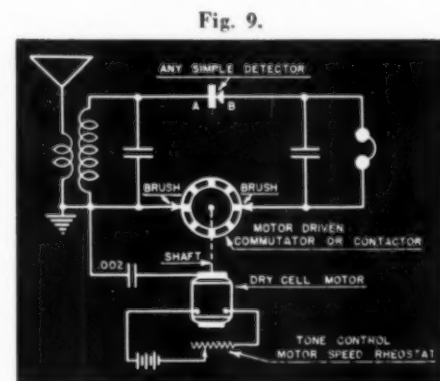 Fig. 9.
ANY SIMPLE DETECTOR
A B
BRUSH BRUSH
MOTOR DRIVEN
COMMUTATOR OR CONTACTOR
SHAFT
.002
DRY CELL MOTOR
TONE CONTROL
MOTOR SPEED RHEOSTAT